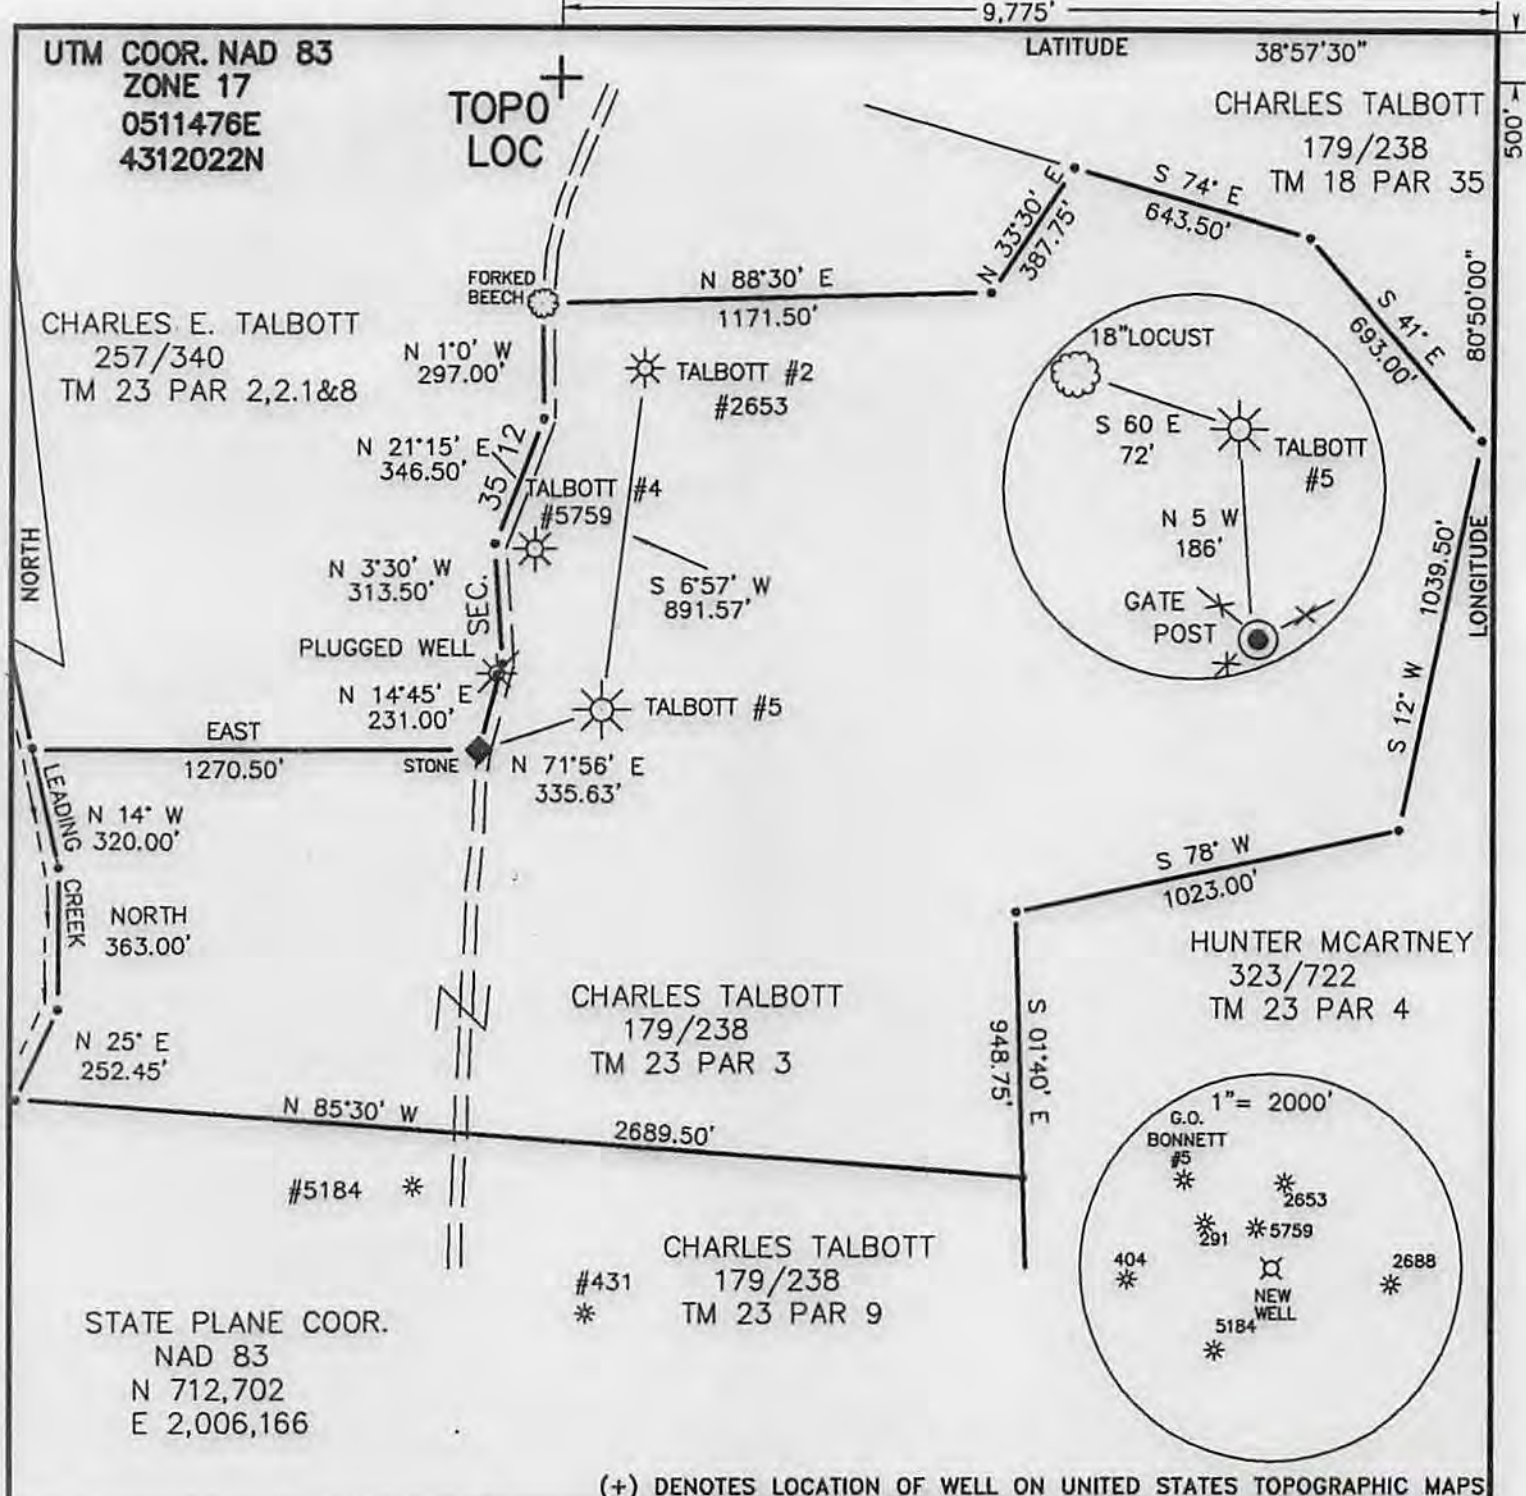 9,775'
UTM COOR. NAD 83
ZONE 17
0511476E
4312022N
TOPO
LOC
LATITUDE 38°57'30"
500'
CHARLES TALBOTT
179/238
TM 18 PAR 35
S 74° E
643.50'
N 33°30' E
387.75'
FORKED
BEECH
N 88°30' E
1171.50'
S 41° E
693.00'
80°50'00"
LONGITUDE
CHARLES E. TALBOTT
257/340
TM 23 PAR 2,2.1&8
N 1°0' W
297.00'
TALBOTT #2
#2653
18"LOCUST
S 60 E
72'
TALBOTT
#5
N 5 W
186'
GATE
POST
N 21°15' E
346.50'
35/12
TALBOTT #4
#5759
NORTH
N 3°30' W
313.50'
SEC.
S 6°57' W
891.57'
1039.50'
S 12° W
PLUGGED WELL
N 14°45' E
231.00'
TALBOTT #5
EAST
1270.50'
STONE
N 71°56' E
335.63'
LEADING
CREEK
N 14° W
320.00'
NORTH
363.00'
N 25° E
252.45'
S 78° W
1023.00'
HUNTER MCARTNEY
323/722
TM 23 PAR 4
CHARLES TALBOTT
179/238
TM 23 PAR 3
S 01°40' E
948.75'
N 85°30' W
2689.50'
1"= 2000'
G.O.
BONNETT
#5
2653
291
5759
404
2688
NEW
WELL
5184
#5184
CHARLES TALBOTT
179/238
TM 23 PAR 9
#431
STATE PLANE COOR.
NAD 83
N 712,702
E 2,006,166
(+) DENOTES LOCATION OF WELL ON UNITED STATES TOPOGRAPHIC MAPS